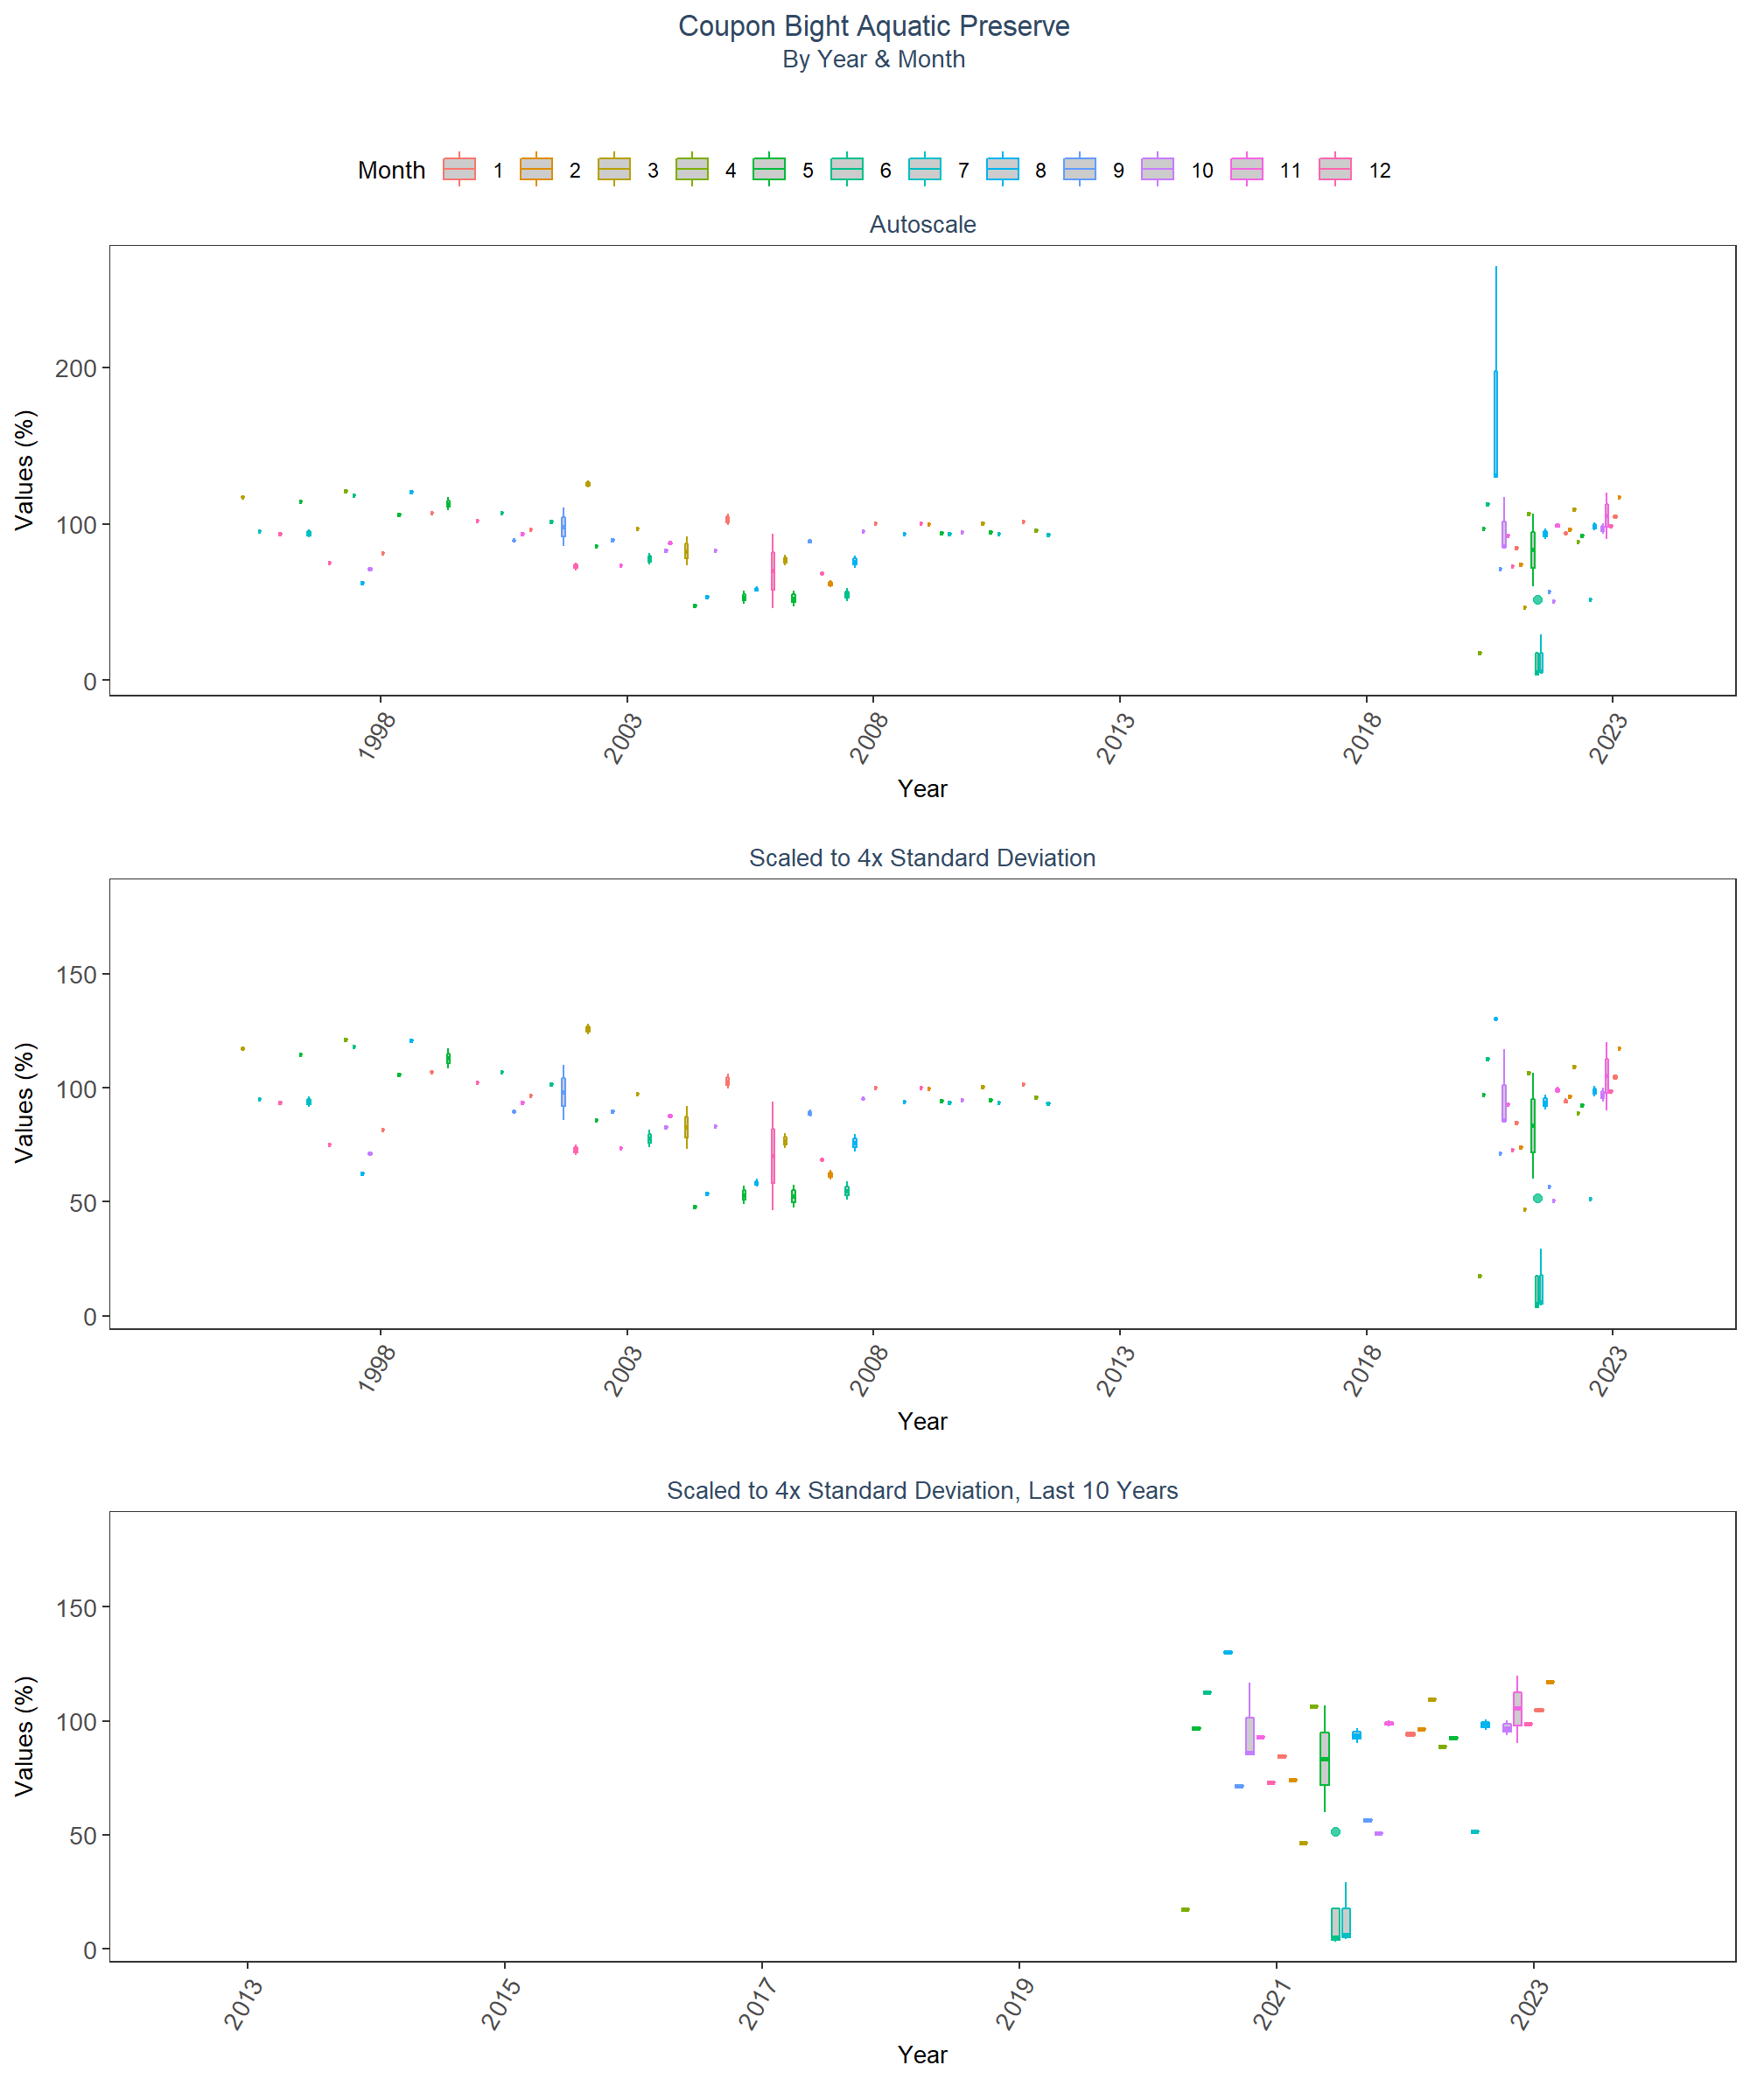 Coupon Bight Aquatic Preserve
By Year & Month
Month 1 2 3 4 5 6 7 8 9 10 11 12
Autoscale
Values (%)
200
100
0
1998 2003 2008 2013 2018 2023
Year
Scaled to 4x Standard Deviation
Values (%)
150
100
50
0
1998 2003 2008 2013 2018 2023
Year
Scaled to 4x Standard Deviation, Last 10 Years
Values (%)
150
100
50
0
2013 2015 2017 2019 2021 2023
Year